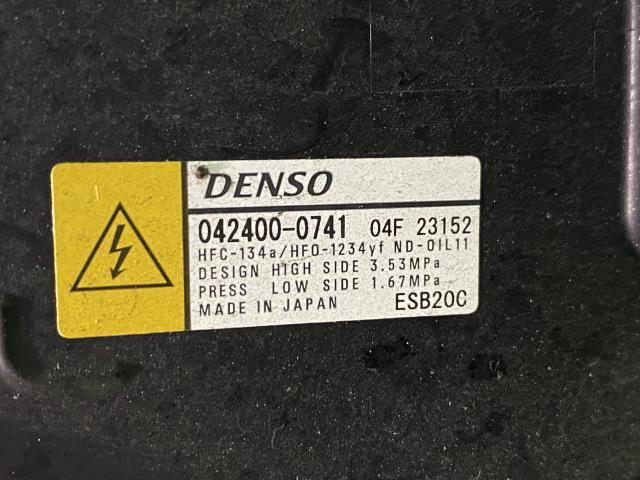 DENSO
042400-0741 04F 23152
HFC-134a/HFO-1234yf ND-OIL11
DESIGN HIGH SIDE 3.53MPa
PRESS LOW SIDE 1.67MPa
MADE IN JAPAN ESB20C